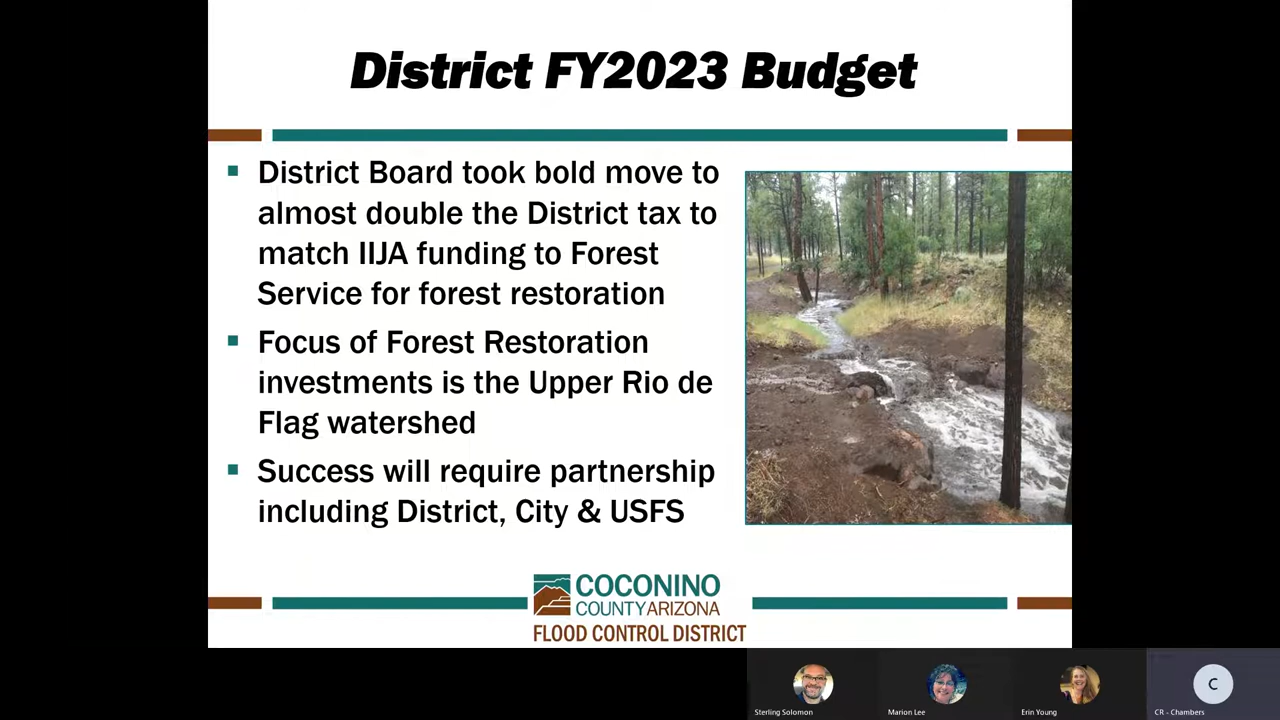 District FY2023 Budget
▪ District Board took bold move to
almost double the District tax to
match IIJA funding to Forest
Service for forest restoration
▪ Focus of Forest Restoration
investments is the Upper Rio de
Flag watershed
▪ Success will require partnership
including District, City & USFS
COCONINO
COUNTY ARIZONA
FLOOD CONTROL DISTRICT
C
Sterling Solomon
Marion Lee
Erin Young
CR - Chambers